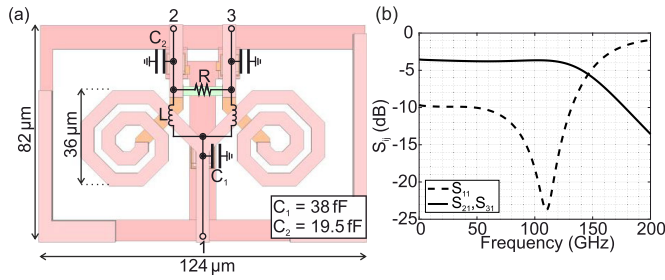 (a)
2
3
C2
R
L
82 µm
36 µm
C1
C1 = 38 fF
C2 = 19.5 fF
1
124 µm
(b)
0
-5
-10
-15
-20
-25
Sij (dB)
S11
S21,S31
0
50
100
150
200
Frequency (GHz)